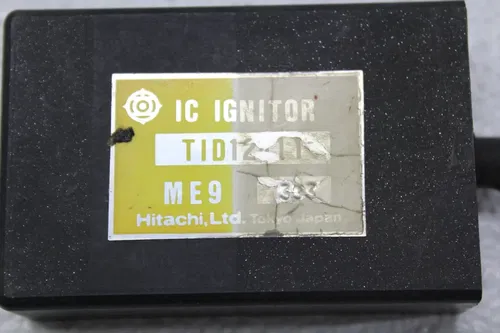 IC IGNITOR
TID12-11
ME9
Hitachi, Ltd. Tokyo Japan